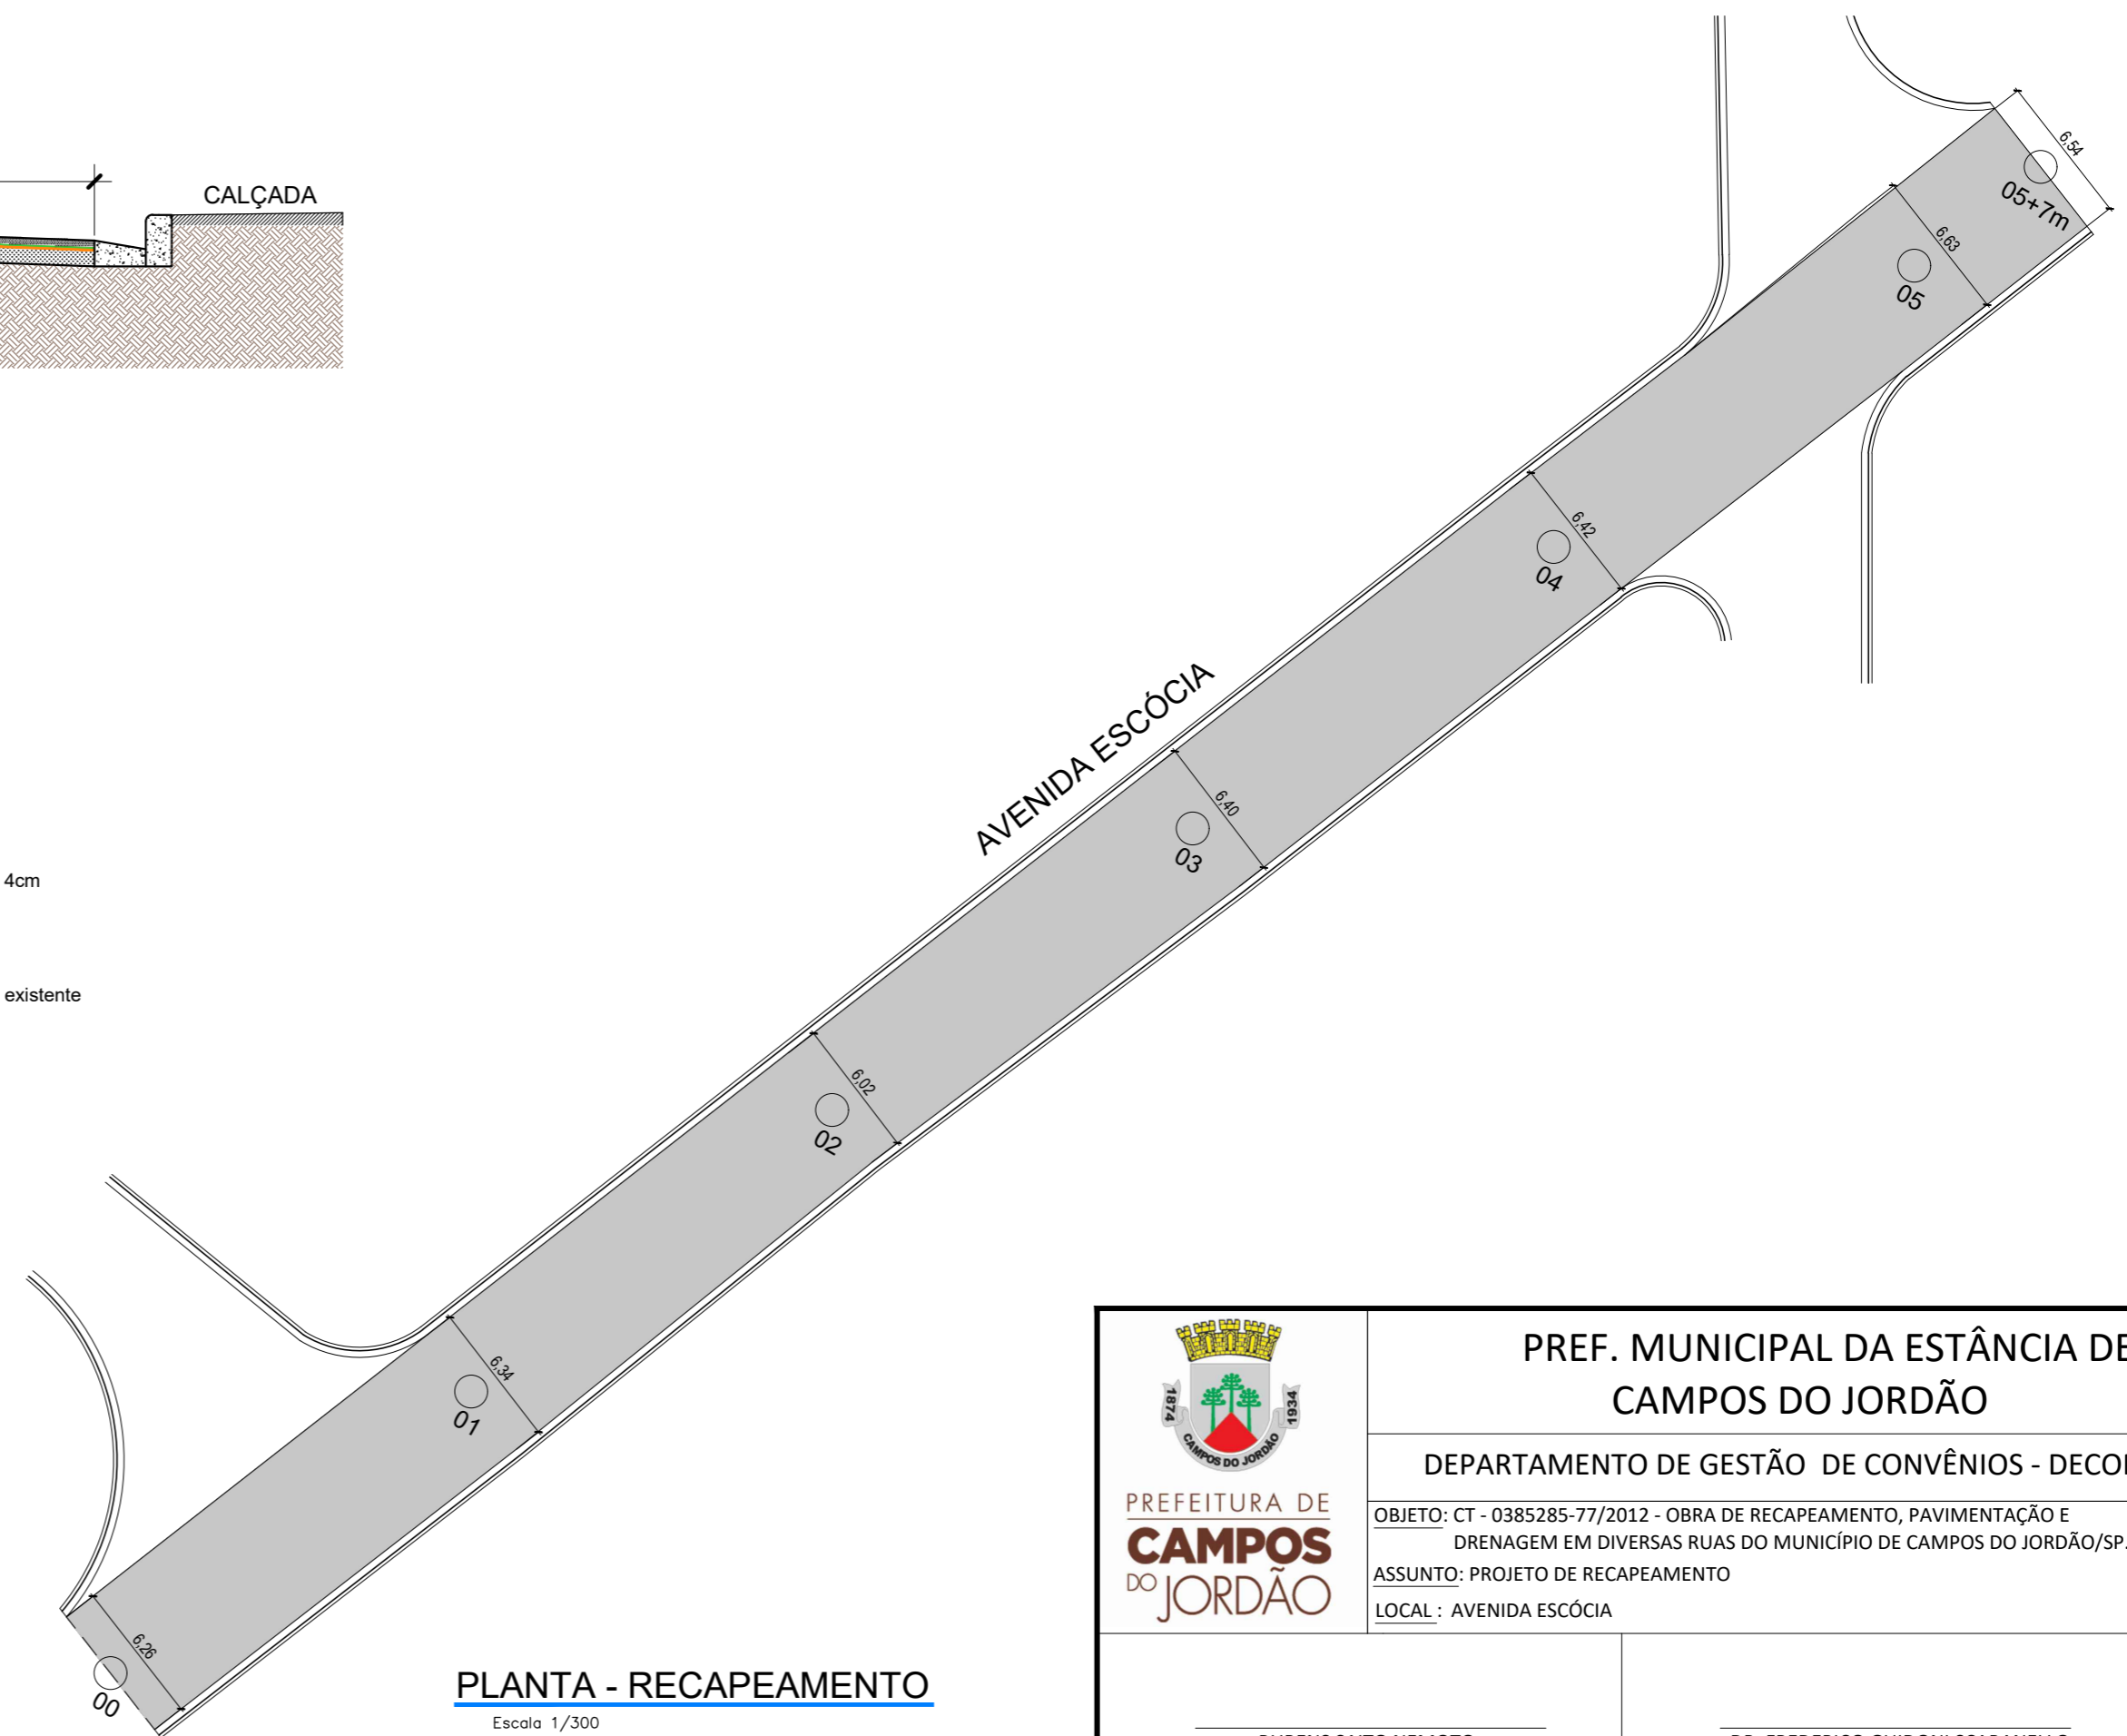 CALÇADA
6,54
05+7m
6,63
05
6,42
04
AVENIDA ESCÓCIA
6,40
03
4cm
existente
6,02
02
6,34
01
6,26
00
PLANTA - RECAPEAMENTO
Escala 1/300
1874
1934
CAMPOS DO JORDÃO
PREFEITURA DE
CAMPOS
DO JORDÃO
PREF. MUNICIPAL DA ESTÂNCIA DE
CAMPOS DO JORDÃO
DEPARTAMENTO DE GESTÃO DE CONVÊNIOS -
OBJETO: CT - 0385285-77/2012 - OBRA DE RECAPEAMENTO, PAVIMENTAÇÃO E
DRENAGEM EM DIVERSAS RUAS DO MUNICÍPIO DE CAMPOS DO JORDÃO/SP.
ASSUNTO: PROJETO DE RECAPEAMENTO
LOCAL : AVENIDA ESCÓCIA